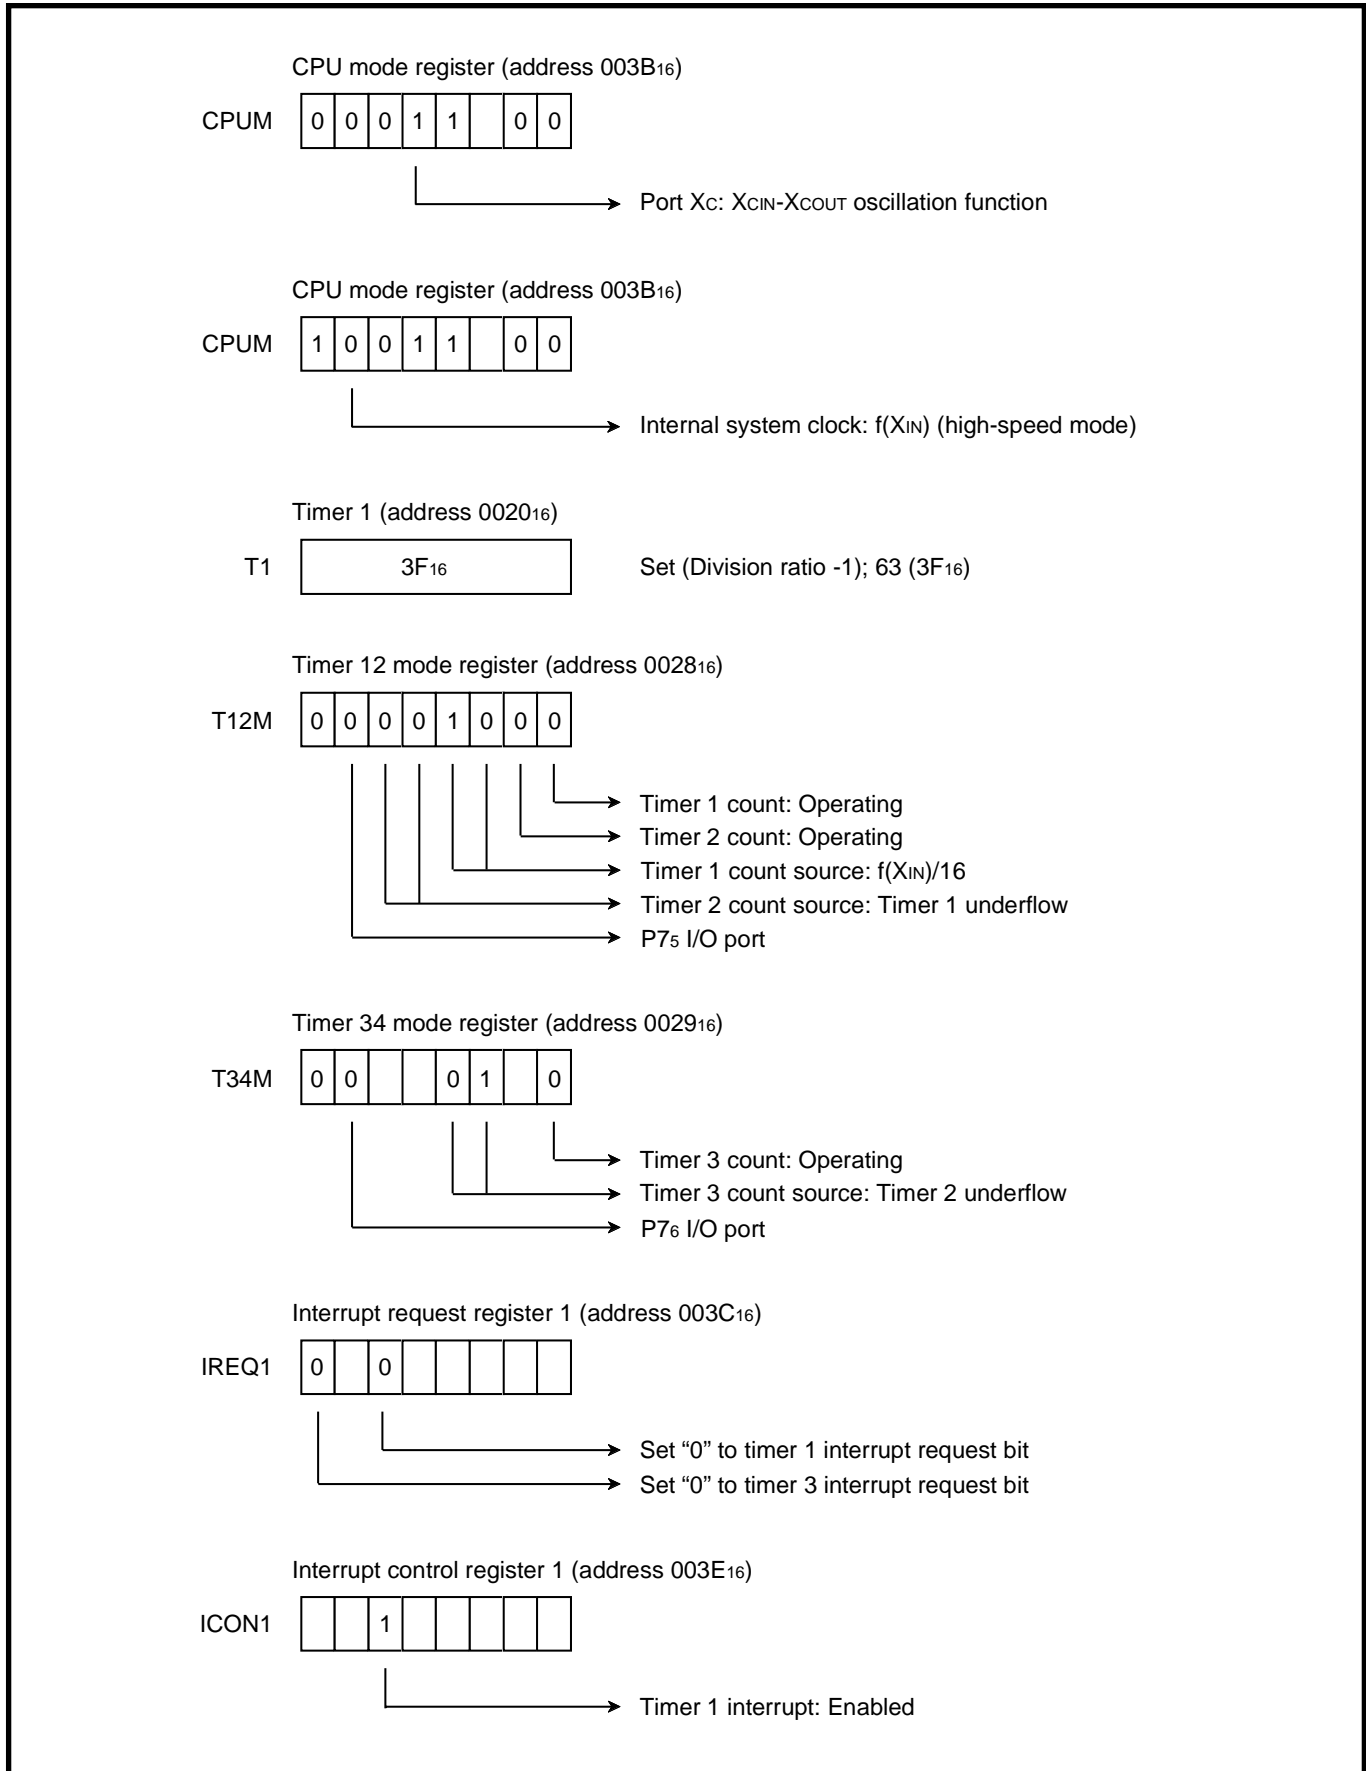 CPU mode register (address 003B16)
CPUM 0 0 0 1 1 0 0
Port XC: XCIN-XCOUT oscillation function
CPU mode register (address 003B16)
CPUM 1 0 0 1 1 0 0
Internal system clock: f(XIN) (high-speed mode)
Timer 1 (address 002016)
T1 3F16 Set (Division ratio -1); 63 (3F16)
Timer 12 mode register (address 002816)
T12M 0 0 0 0 1 0 0 0
Timer 1 count: Operating
Timer 2 count: Operating
Timer 1 count source: f(XIN)/16
Timer 2 count source: Timer 1 underflow
P75 I/O port
Timer 34 mode register (address 002916)
T34M 0 0 0 1 0
Timer 3 count: Operating
Timer 3 count source: Timer 2 underflow
P76 I/O port
Interrupt request register 1 (address 003C16)
IREQ1 0 0
Set “0” to timer 1 interrupt request bit
Set “0” to timer 3 interrupt request bit
Interrupt control register 1 (address 003E16)
ICON1 1
Timer 1 interrupt: Enabled